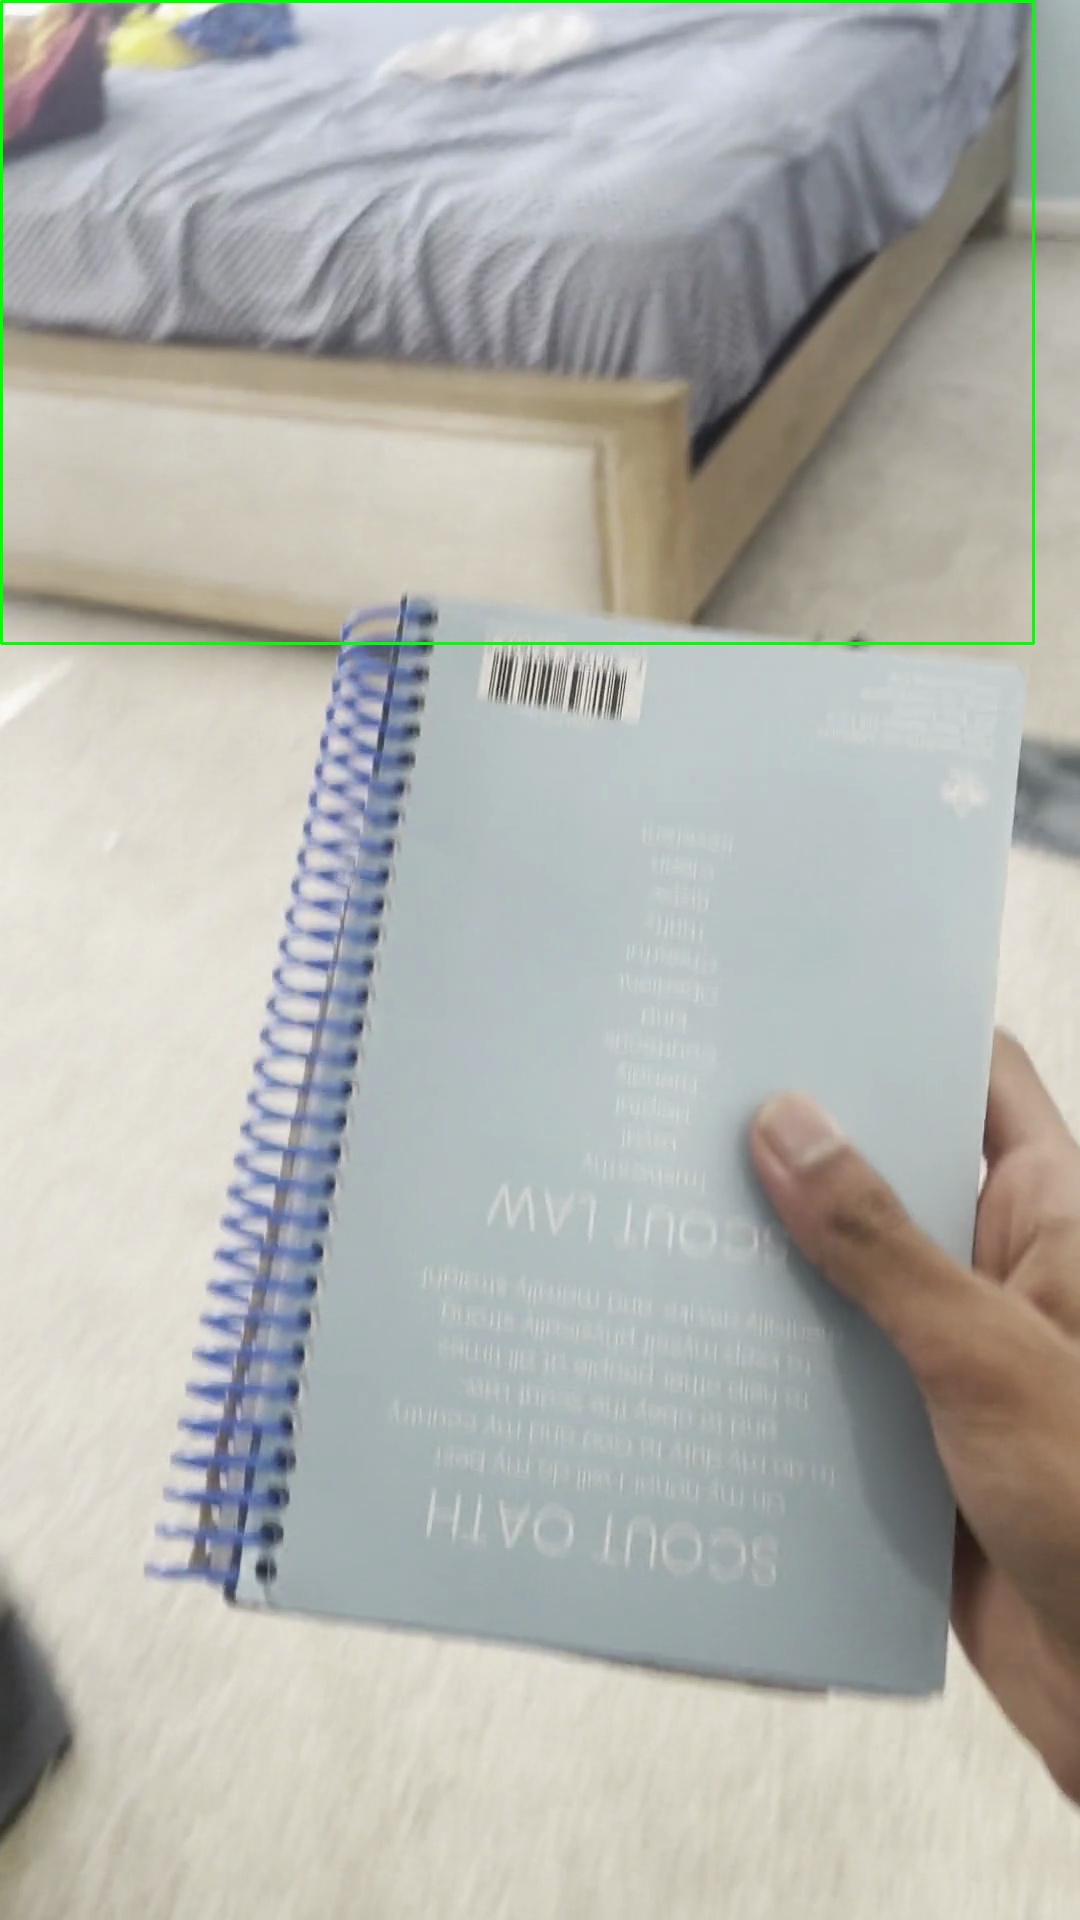 SCOUT OATH
On my honor I will do my best
To do my duty to God and my country
and to obey the Scout Law;
To help other people at all times
To keep myself physically strong
mentally awake, and morally straight
SCOUT LAW
Trustworthy
Loyal
Helpful
Friendly
Courteous
Kind
Obedient
Cheerful
Thrifty
Brave
Clean
Reverent